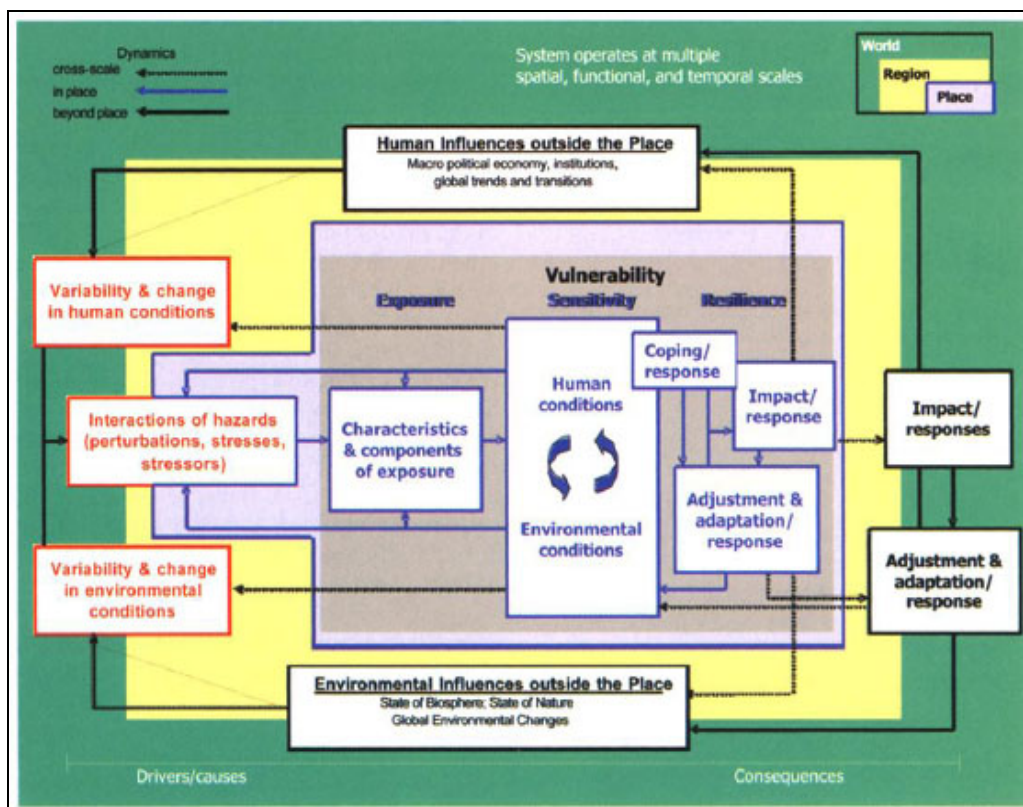 Dynamics
cross-scale
in place
beyond place
System operates at multiple
spatial, functional, and temporal scales
World
Region
Place
Human Influences outside the Place
Macro political economy, institutions,
global trends and transitions
Variability & change
in human conditions
Vulnerability
Exposure
Sensitivity
Resilience
Coping/
response
Human
conditions
Impact/
response
Impact/
responses
Interactions of hazards
(perturbations, stresses,
stressors)
Characteristics
& components
of exposure
Adjustment &
adaptation/
response
Environmental
conditions
Variability & change
in environmental
conditions
Adjustment &
adaptation/
response
Environmental Influences outside the Place
State of Biosphere; State of Nature
Global Environmental Changes
Drivers/causes
Consequences